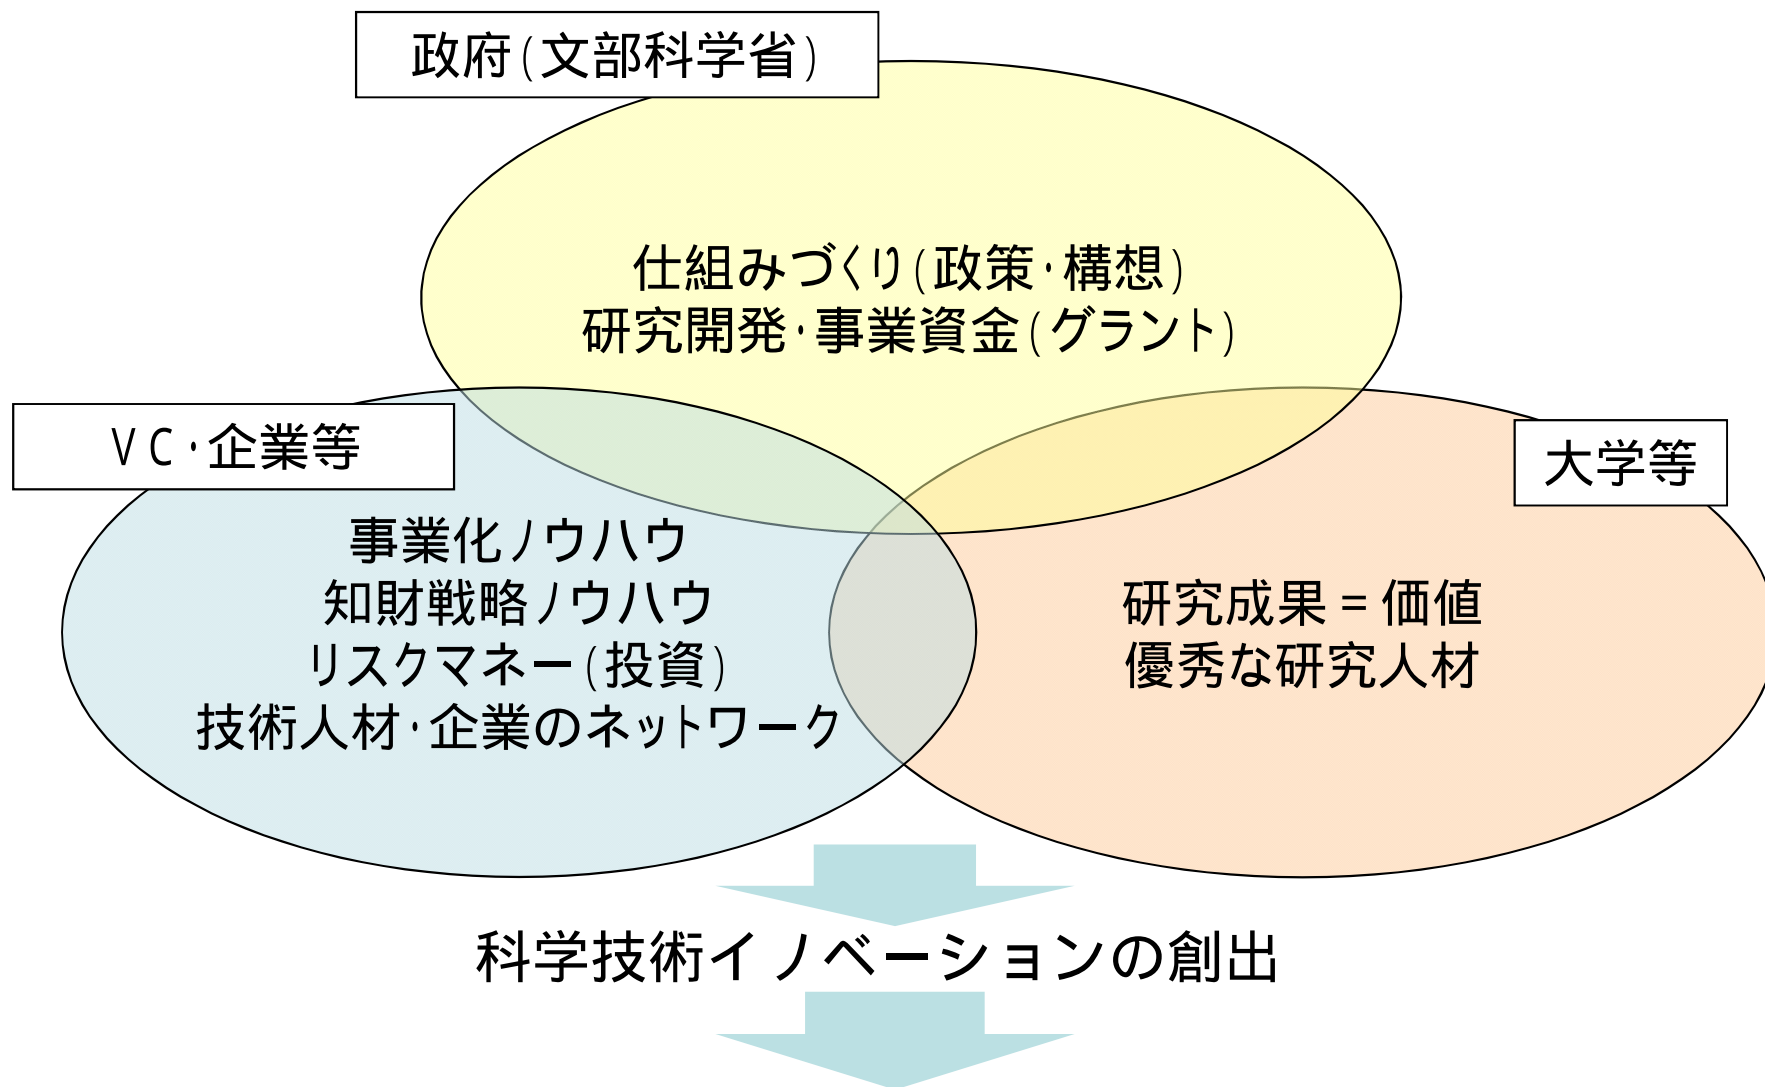 政府(文部科学省)
仕組みづくり(政策・構想)
研究開発・事業資金(グラント)
VC・企業等
大学等
事業化ノウハウ
知財戦略ノウハウ
リスクマネー(投資)
技術人材・企業のネットワーク
研究成果=価値
優秀な研究人材
科学技術イノベーションの創出